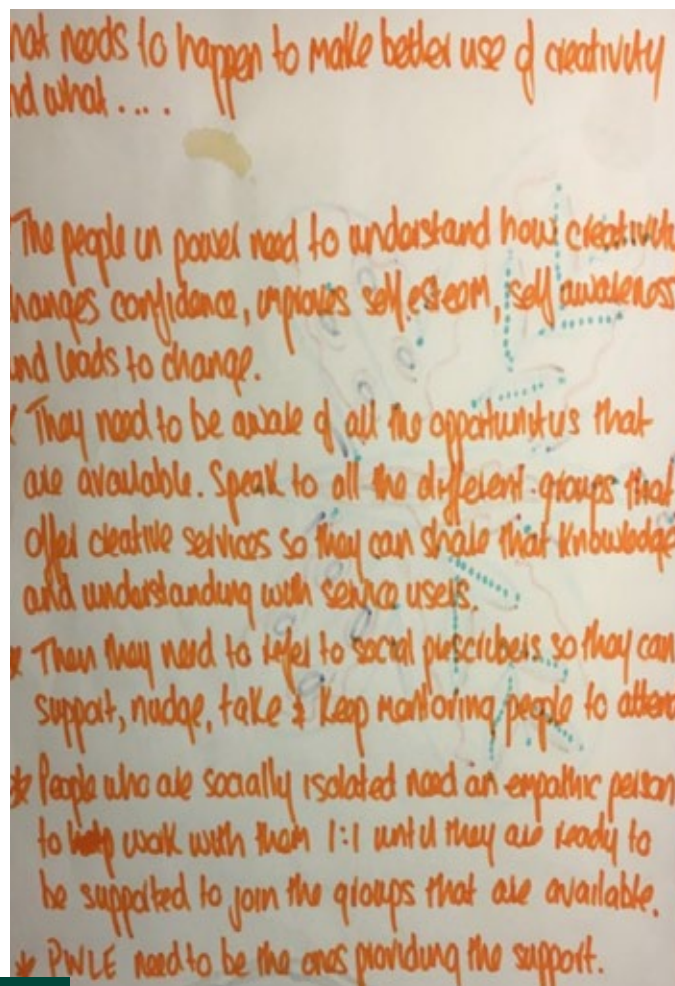 hat needs to happen to make better use of creativity
nd what ....
The people in power need to understand how creativit
hanges confidence, improves self esteem, self awareness
nd leads to change.
They need to be aware of all the opportunitus that
are available. Speak to all the different groups that
offer creative services so they can share that knowledge
and understanding with service users.
* Then they need to refer to social prescribers so they can
support, nudge, take & keep mentoring people to attend
* People who are socially isolated need an empathic person
to help work with them 1:1 until they are ready to
be supported to join the groups that are available.
* PWLE need to be the ones providing the support.